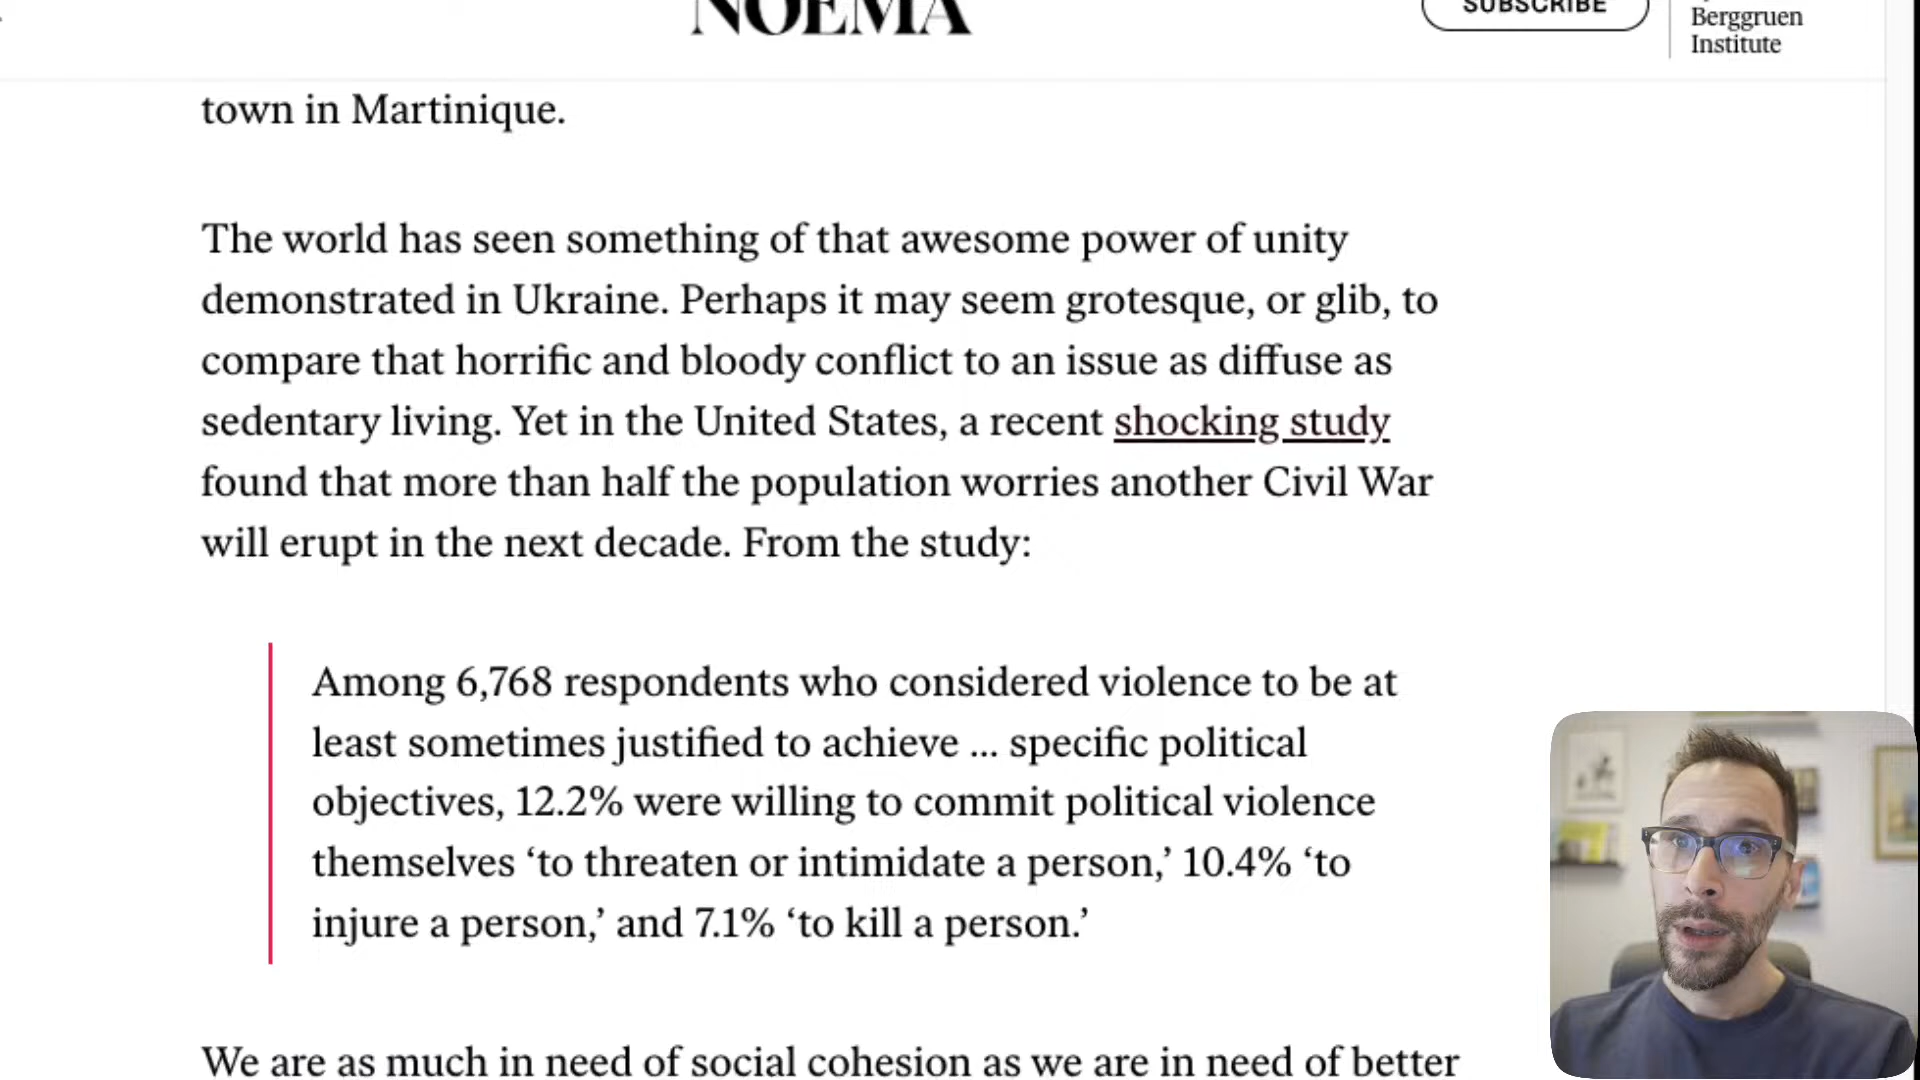 NOEMA
SUBSCRIBE
Berggruen
Institute
town in Martinique.
The world has seen something of that awesome power of unity
demonstrated in Ukraine. Perhaps it may seem grotesque, or glib, to
compare that horrific and bloody conflict to an issue as diffuse as
sedentary living. Yet in the United States, a recent shocking study
found that more than half the population worries another Civil War
will erupt in the next decade. From the study:
Among 6,768 respondents who considered violence to be at
least sometimes justified to achieve ... specific political
objectives, 12.2% were willing to commit political violence
themselves ‘to threaten or intimidate a person,’ 10.4% ‘to
injure a person,’ and 7.1% ‘to kill a person.’
We are as much in need of social cohesion as we are in need of better